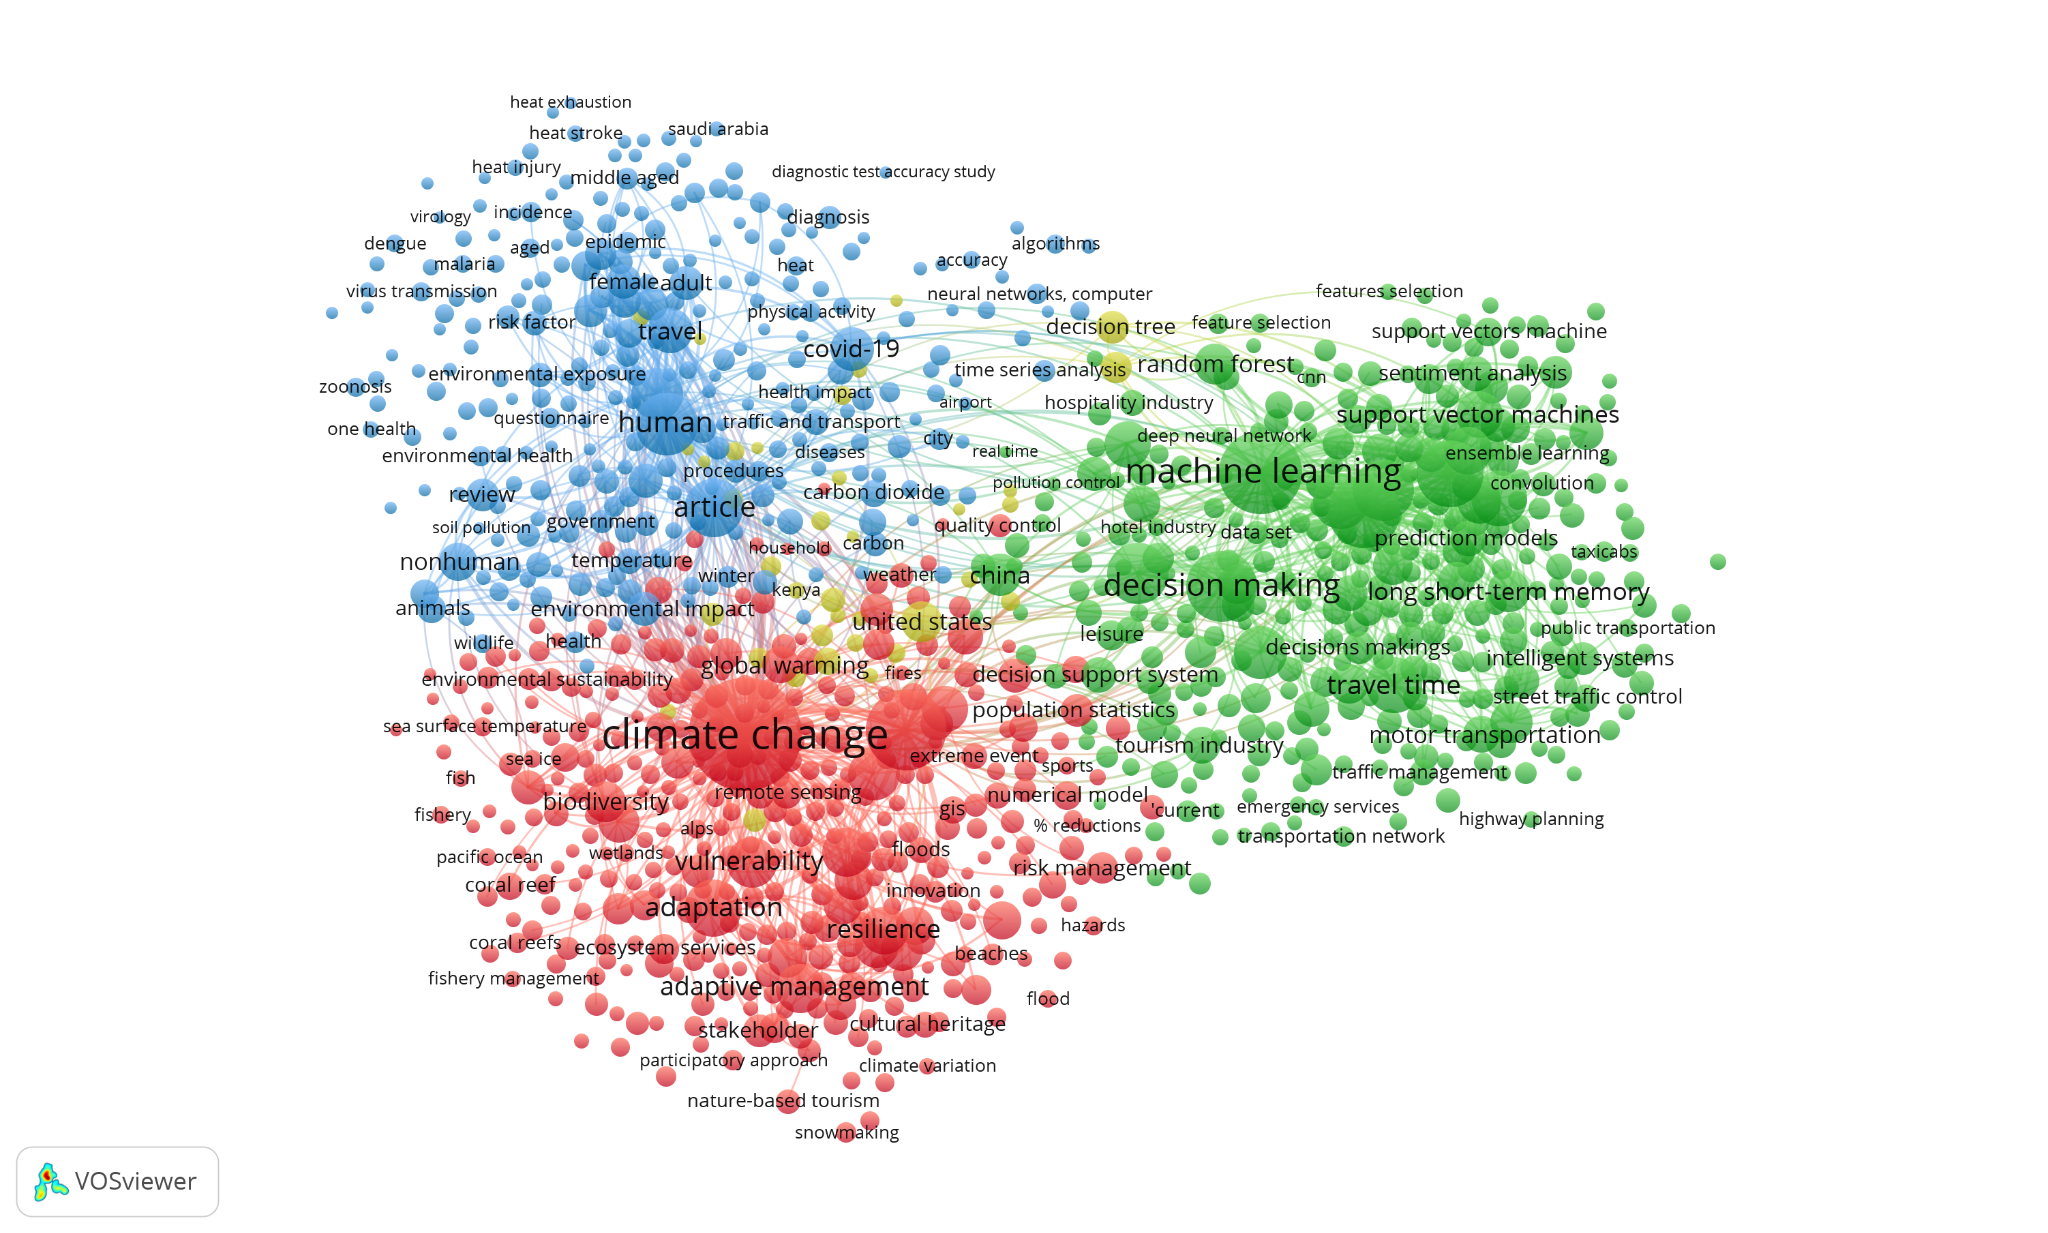 heat exhaustion
heat stroke
saudi arabia
heat injury
middle aged
diagnostic test accuracy study
virology
incidence
diagnosis
dengue
aged
epidemic
algorithms
malaria
heat
accuracy
virus transmission
female
adult
neural networks, computer
features selection
risk factor
travel
physical activity
decision tree
feature selection
support vectors machine
covid-19
environmental exposure
time series analysis
random forest
cnn
sentiment analysis
zoonosis
health impact
airport
hospitality industry
one health
questionnaire
human
traffic and transport
city
deep neural network
support vector machines
environmental health
diseases
real time
ensemble learning
procedures
machine learning
review
carbon dioxide
pollution control
convolution
soil pollution
government
article
quality control
hotel industry
data set
prediction models
nonhuman
temperature
household
carbon
taxicabs
winter
kenya
weather
china
decision making
long short-term memory
animals
environmental impact
united states
leisure
public transportation
wildlife
health
global warming
fires
decision support system
decisions makings
intelligent systems
environmental sustainability
travel time
street traffic control
sea surface temperature
climate change
population statistics
motor transportation
sea ice
extreme event
sports
tourism industry
traffic management
fish
remote sensing
numerical model
fishery
biodiversity
gis
'current
emergency services
highway planning
alps
% reductions
transportation network
pacific ocean
wetlands
vulnerability
floods
risk management
coral reef
adaptation
innovation
coral reefs
ecosystem services
resilience
hazards
fishery management
adaptive management
beaches
flood
stakeholder
cultural heritage
participatory approach
climate variation
nature-based tourism
snowmaking
VOSviewer